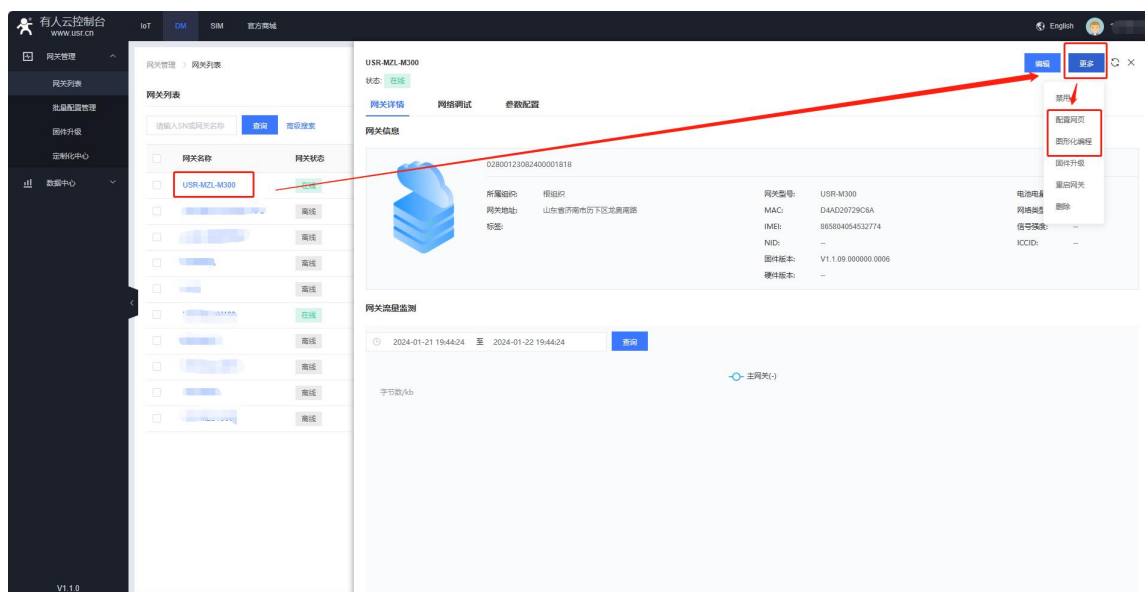 有人云控制台
www.usr.cn
IoT DM SIM 官方商城
English
网关管理
网关列表
批量配置管理
固件升级
定制化中心
数据中心
V1.1.0
网关管理 > 网关列表
网关列表
请输入SN或网关名称 查询 高级搜索
网关名称 网关状态
USR-MZL-M300 在线
离线
离线
离线
离线
在线
离线
离线
离线
离线
USR-MZL-M300
编辑 更多
状态: 在线
网关详情 网络调试 参数配置
禁用
配置网页
图形化编程
固件升级
重启网关
删除
网关信息
02800123082400001818
所属组织: 根组织
网关地址: 山东省济南市历下区龙奥南路
标签:
网关型号: USR-M300
MAC: D4AD20729C6A
IMEI: 865804054532774
NID: --
固件版本: V1.1.09.000000.0006
硬件版本: --
电池电量
网络类型
信号强度: --
ICCID: --
网关流量监测
2024-01-21 19:44:24 至 2024-01-22 19:44:24 查询
主网关(-)
字节数/kb